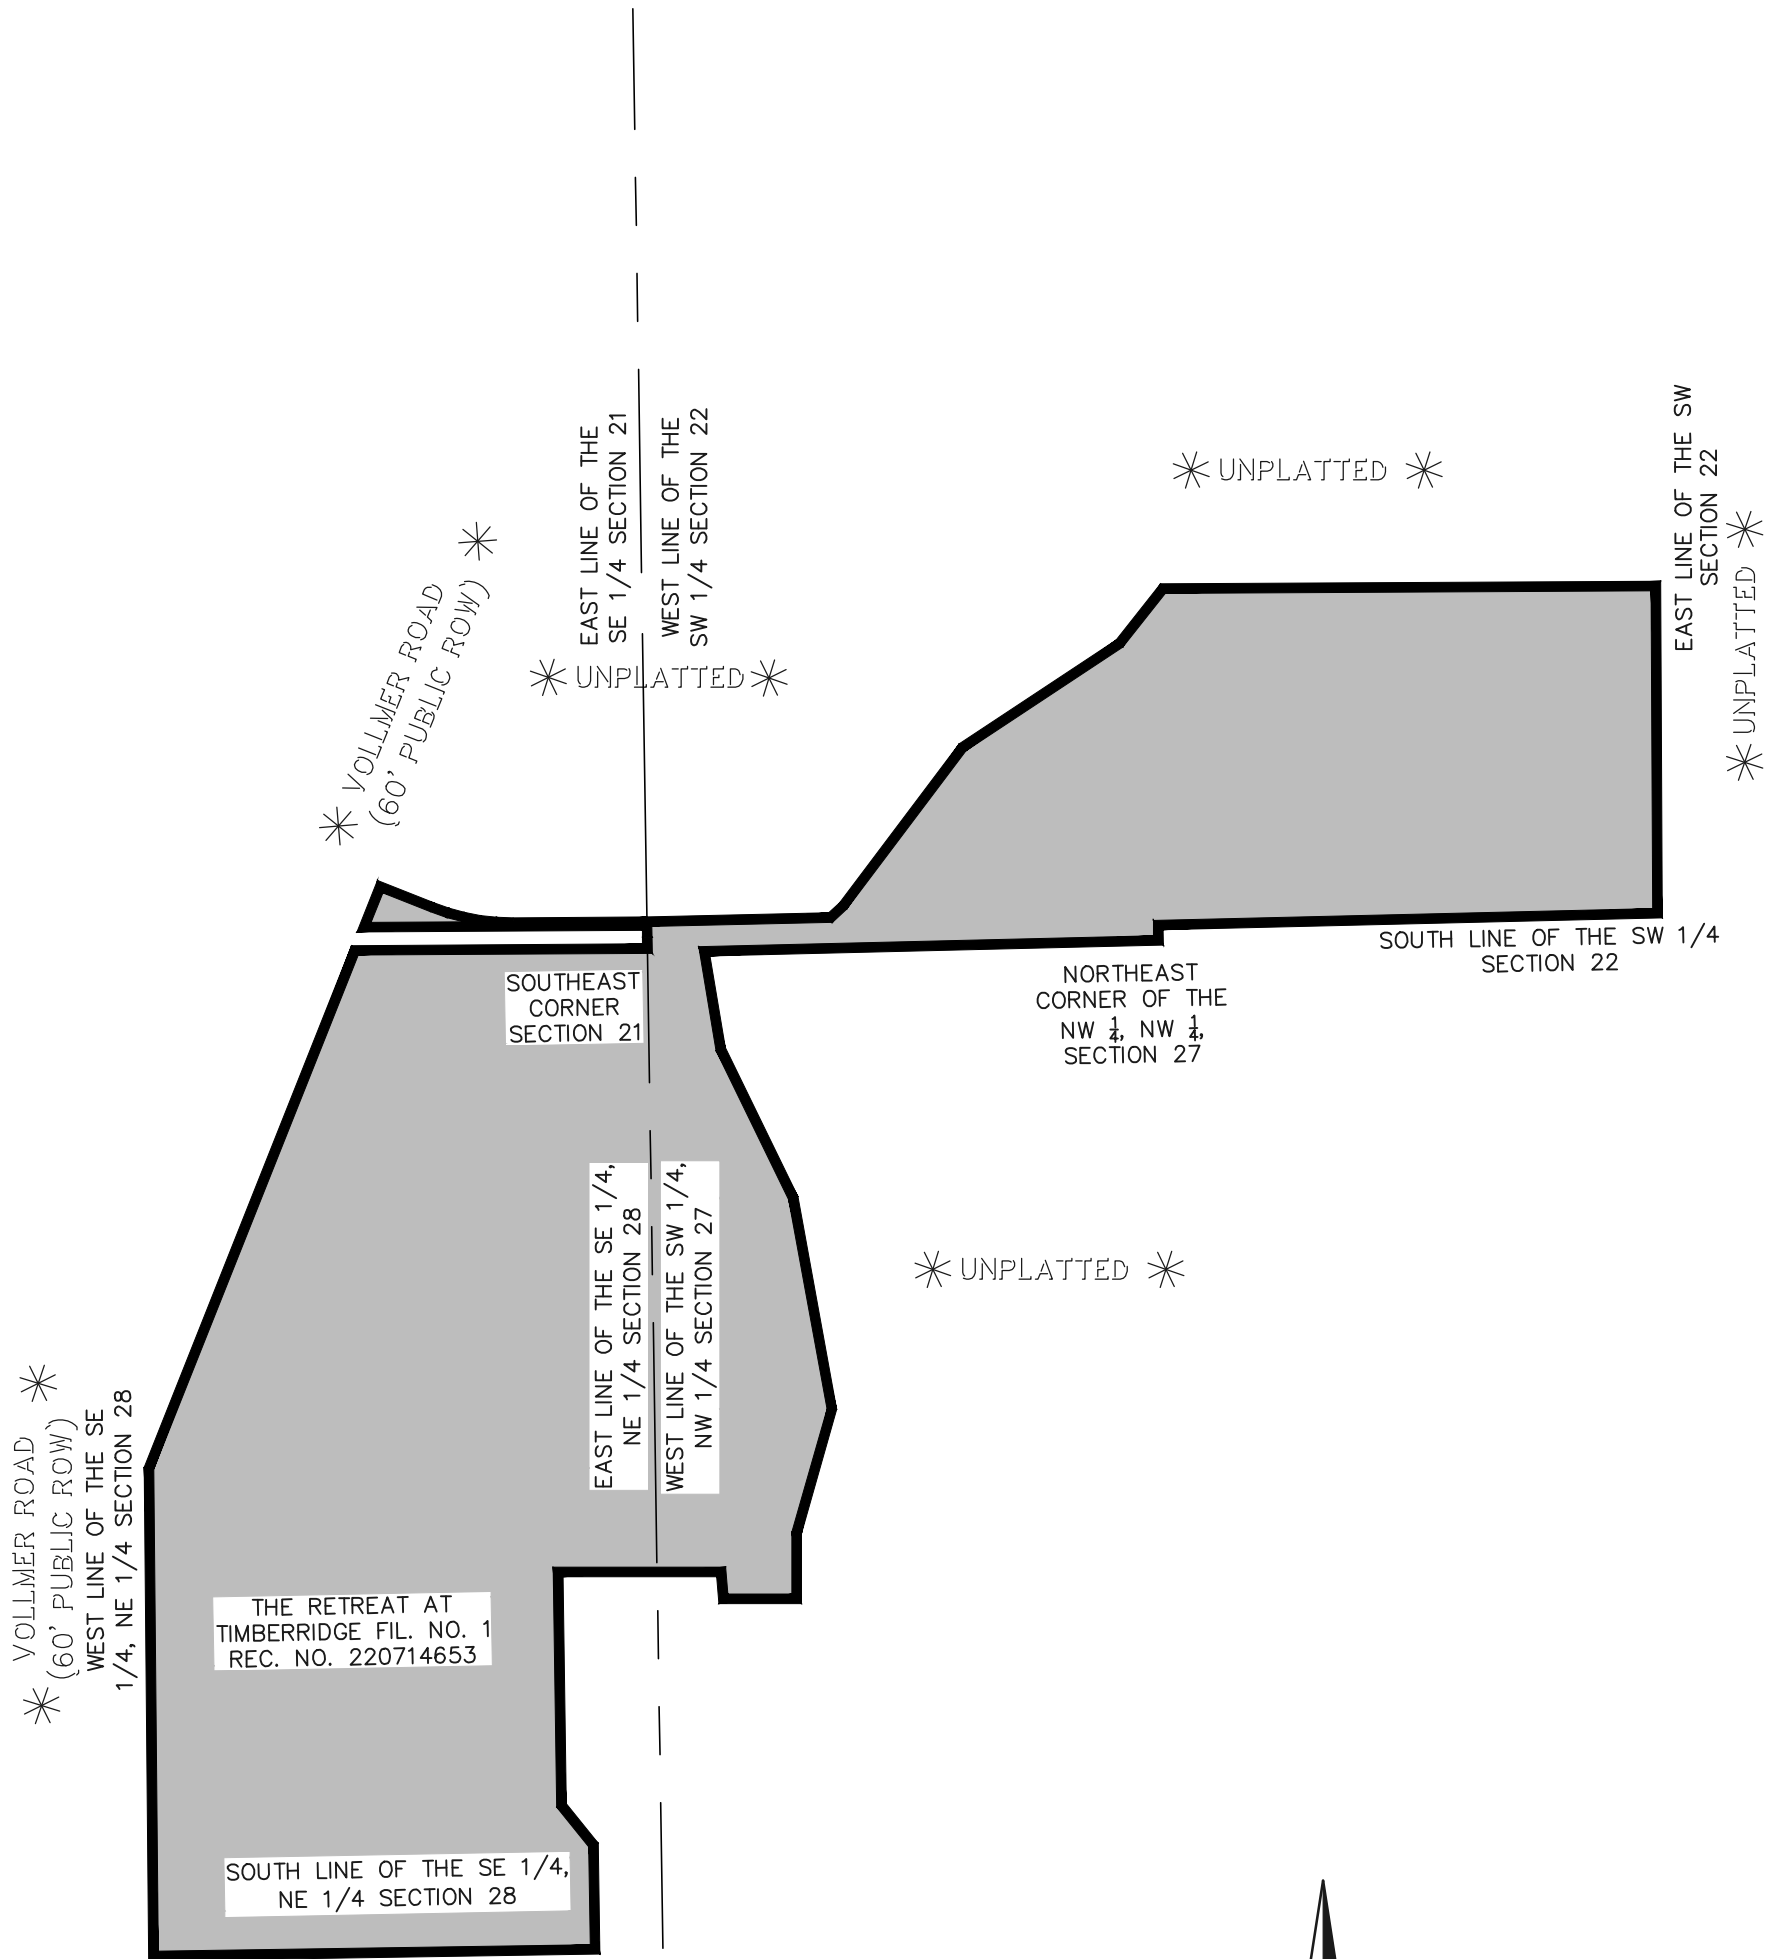 EAST LINE OF THE
SE 1/4 SECTION 21
WEST LINE OF THE
SW 1/4 SECTION 22
UNPLATTED
EAST LINE OF THE SW
SECTION 22
UNPLATTED
VOLLMER ROAD
(60' PUBLIC ROW)
UNPLATTED
SOUTH LINE OF THE SW 1/4
SECTION 22
SOUTHEAST
CORNER
SECTION 21
NORTHEAST
CORNER OF THE
NW 1/4, NW 1/4,
SECTION 27
EAST LINE OF THE SE 1/4,
NE 1/4 SECTION 28
WEST LINE OF THE SW 1/4,
NW 1/4 SECTION 27
UNPLATTED
VOLLMER ROAD
(60' PUBLIC ROW)
WEST LINE OF THE SE
1/4, NE 1/4 SECTION 28
THE RETREAT AT
TIMBERRIDGE FIL. NO. 1
REC. NO. 220714653
SOUTH LINE OF THE SE 1/4,
NE 1/4 SECTION 28